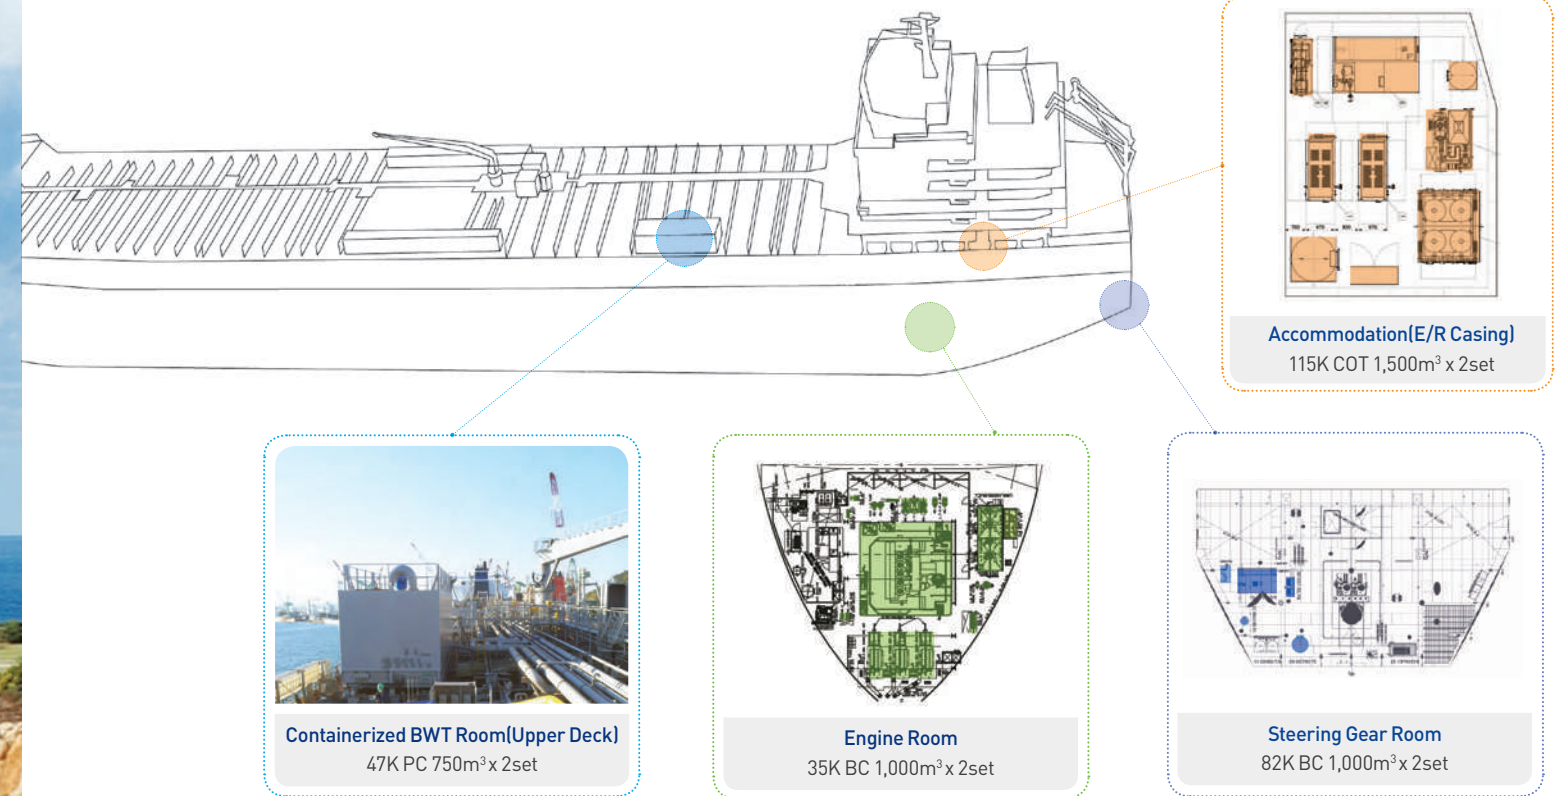 Accommodation(E/R Casing)
115K COT 1,500m³ x 2set
Containerized BWT Room(Upper Deck)
47K PC 750m³ x 2set
Engine Room
35K BC 1,000m³ x 2set
Steering Gear Room
82K BC 1,000m³ x 2set